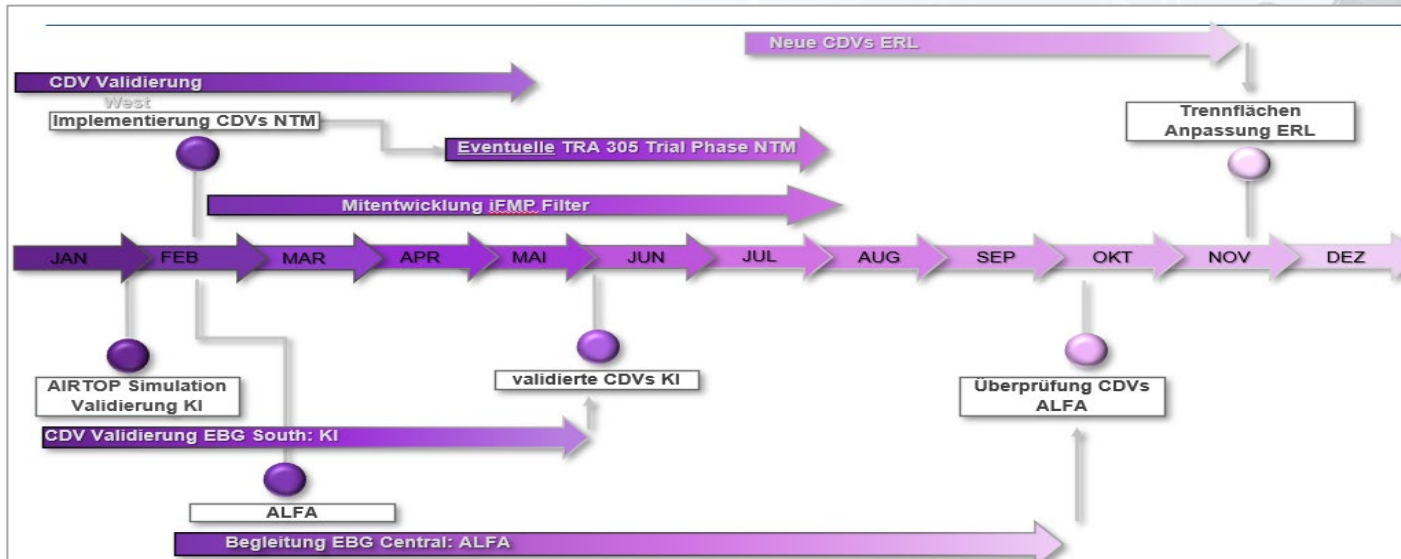 Neue CDVs ERL
CDV Validierung
West
Implementierung CDVs NTM
Trennflächen
Anpassung ERL
Eventuelle TRA 305 Trial Phase NTM
Mitentwicklung iFMP Filter
JAN FEB MAR APR MAI JUN JUL AUG SEP OKT NOV DEZ
AIRTOP Simulation
Validierung KI
validierte CDVs KI
Überprüfung CDVs
ALFA
CDV Validierung EBG South: KI
ALFA
Begleitung EBG Central: ALFA